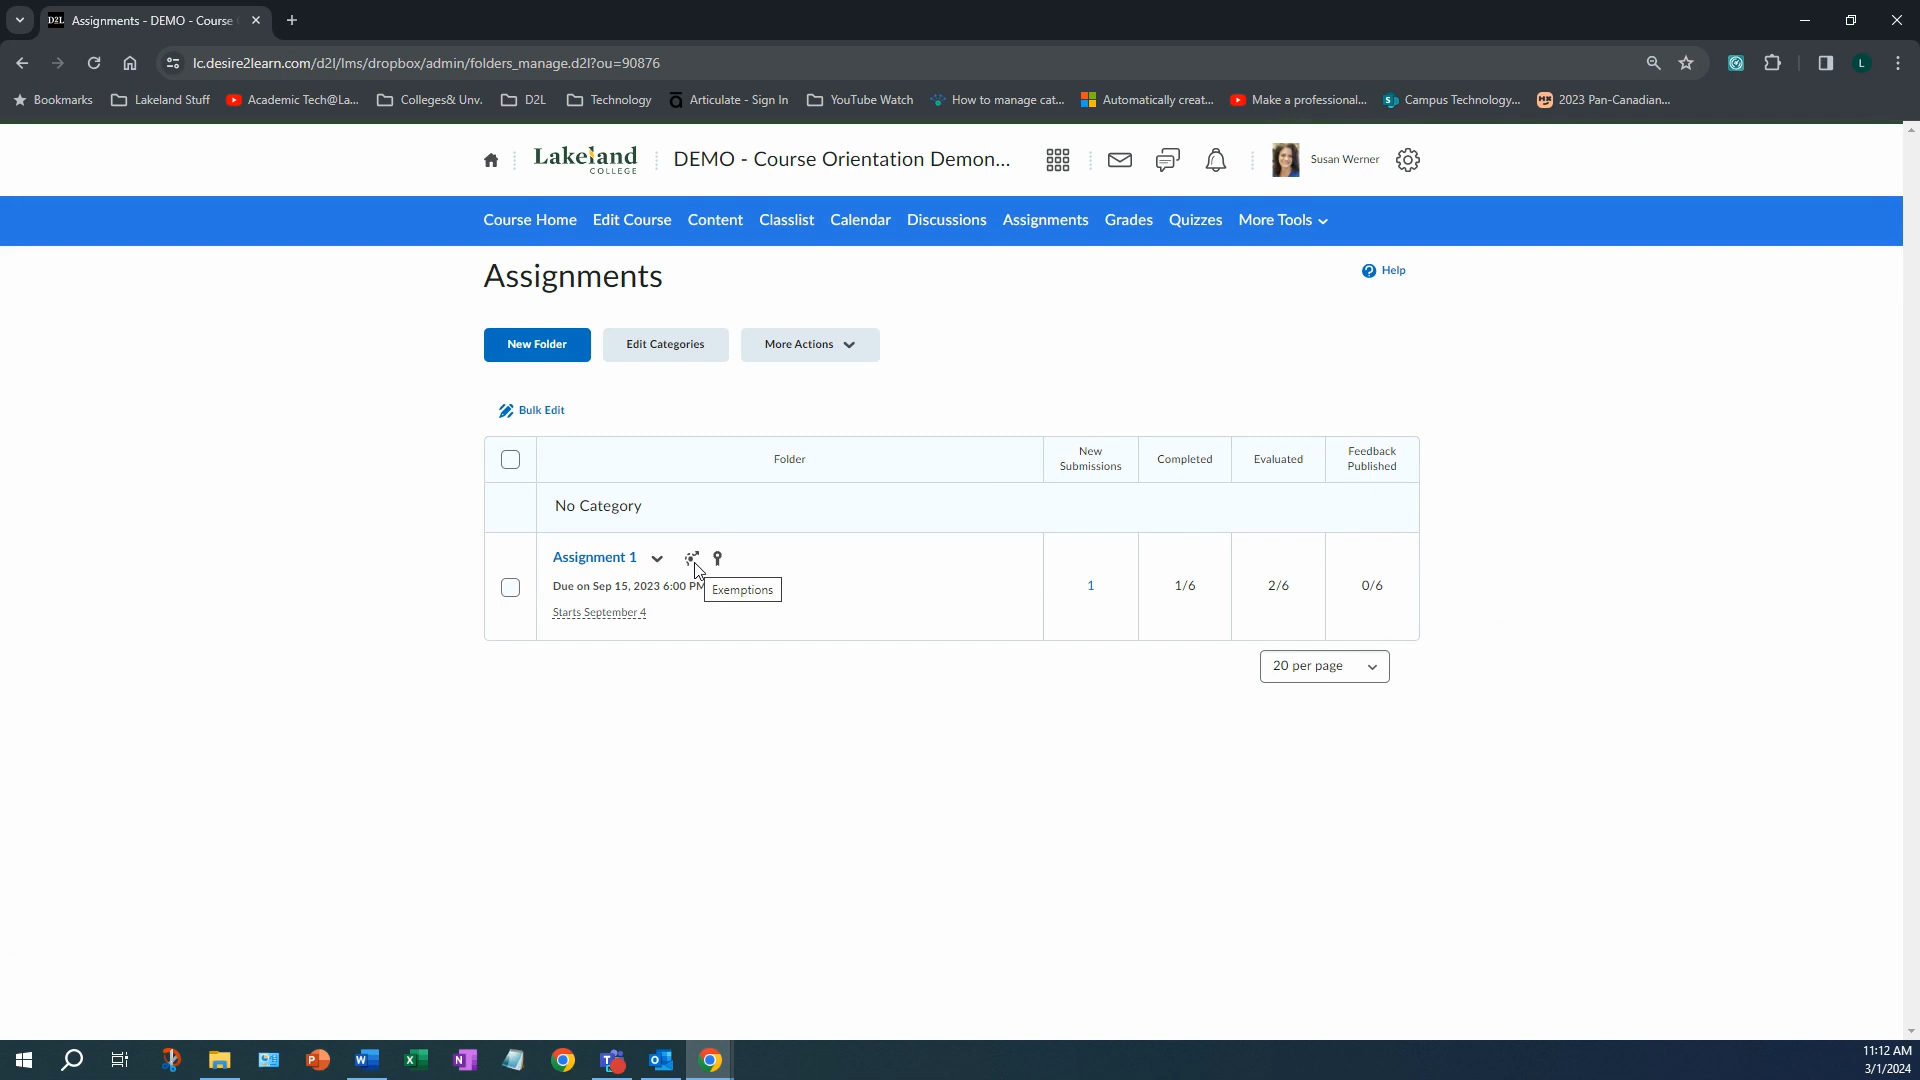 D2L Assignments - DEMO - Course
lc.desire2learn.com/d2l/lms/dropbox/admin/folders_manage.d2l?ou=90876
L
Bookmarks Lakeland Stuff Academic Tech@La... Colleges& Unv. D2L Technology Articulate - Sign In YouTube Watch How to manage cat... Automatically creat... Make a professional... Campus Technology... 2023 Pan-Canadian...
Lakeland
COLLEGE
DEMO - Course Orientation Demon...
Susan Werner
Course Home Edit Course Content Classlist Calendar Discussions Assignments Grades Quizzes More Tools
Assignments
Help
New Folder Edit Categories More Actions
Bulk Edit
Folder New Submissions Completed Evaluated Feedback Published
No Category
Assignment 1
Due on Sep 15, 2023 6:00 PM
Exemptions
Starts September 4
1 1/6 2/6 0/6
20 per page
11:12 AM
3/1/2024